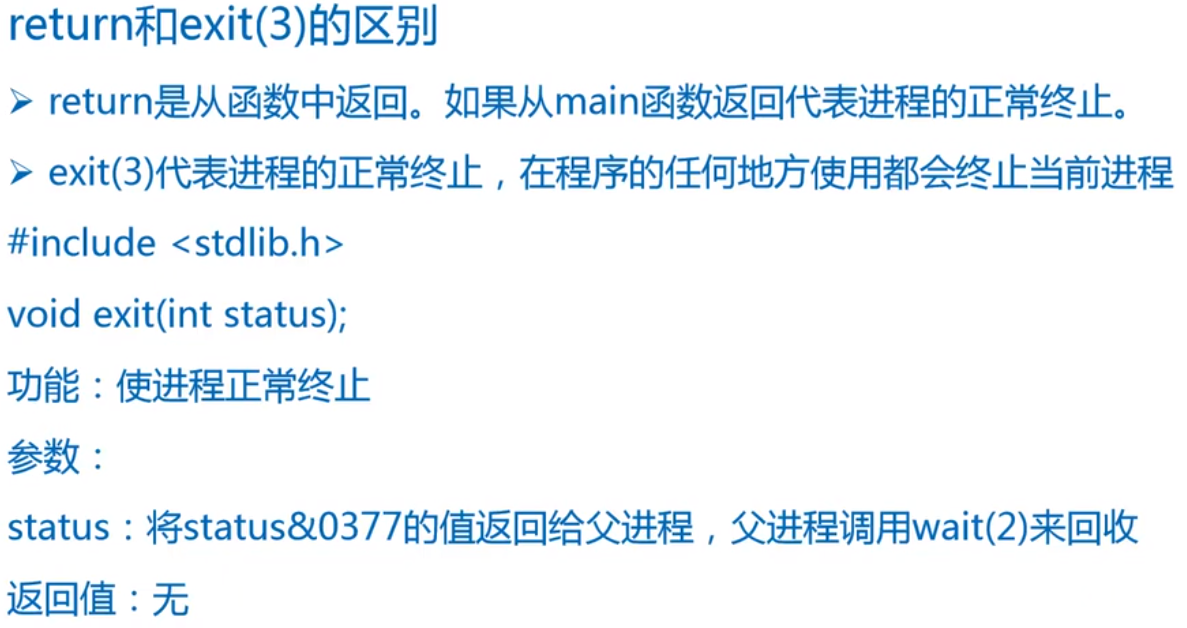 return和exit(3)的区别
➢ return是从函数中返回。如果从main函数返回代表进程的正常终止。
➢ exit(3)代表进程的正常终止，在程序的任何地方使用都会终止当前进程
#include <stdlib.h>
void exit(int status);
功能：使进程正常终止
参数：
status：将status&0377的值返回给父进程，父进程调用wait(2)来回收
返回值：无